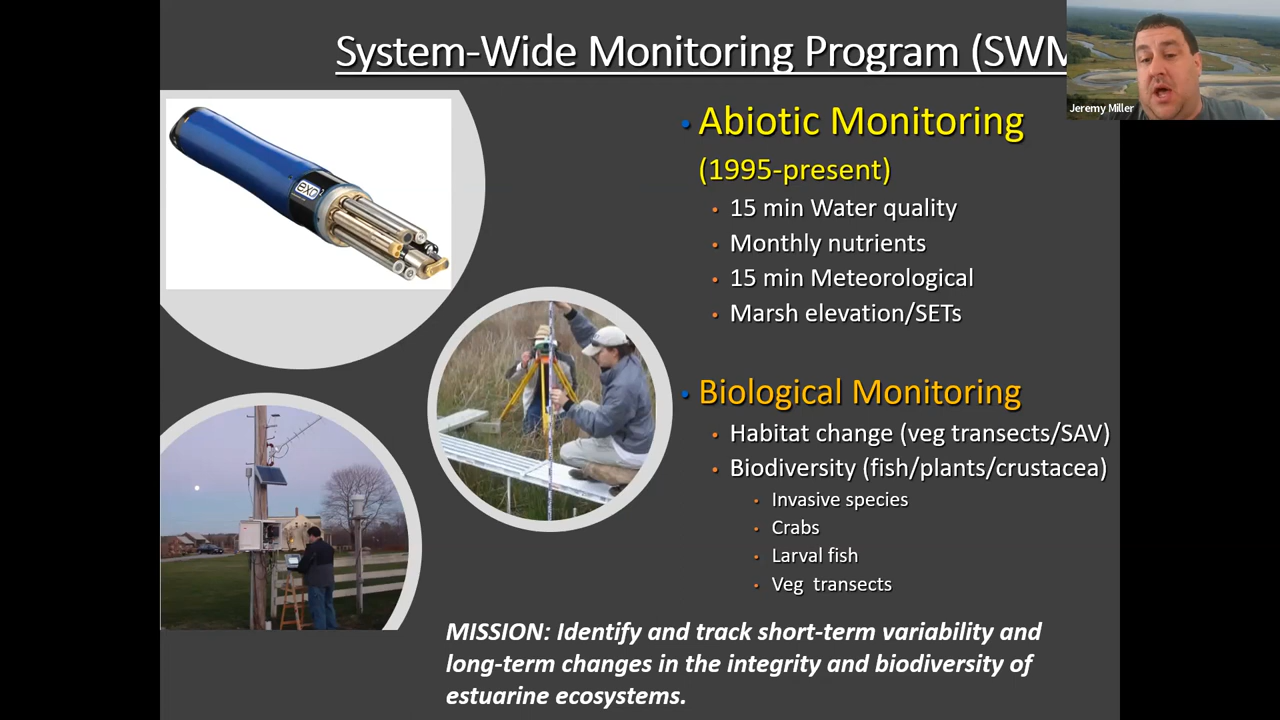 System-Wide Monitoring Program (SWM
Jeremy Miller
exo
• Abiotic Monitoring
(1995-present)
• 15 min Water quality
• Monthly nutrients
• 15 min Meteorological
• Marsh elevation/SETs
• Biological Monitoring
• Habitat change (veg transects/SAV)
• Biodiversity (fish/plants/crustacea)
• Invasive species
• Crabs
• Larval fish
• Veg transects
MISSION: Identify and track short-term variability and
long-term changes in the integrity and biodiversity of
estuarine ecosystems.